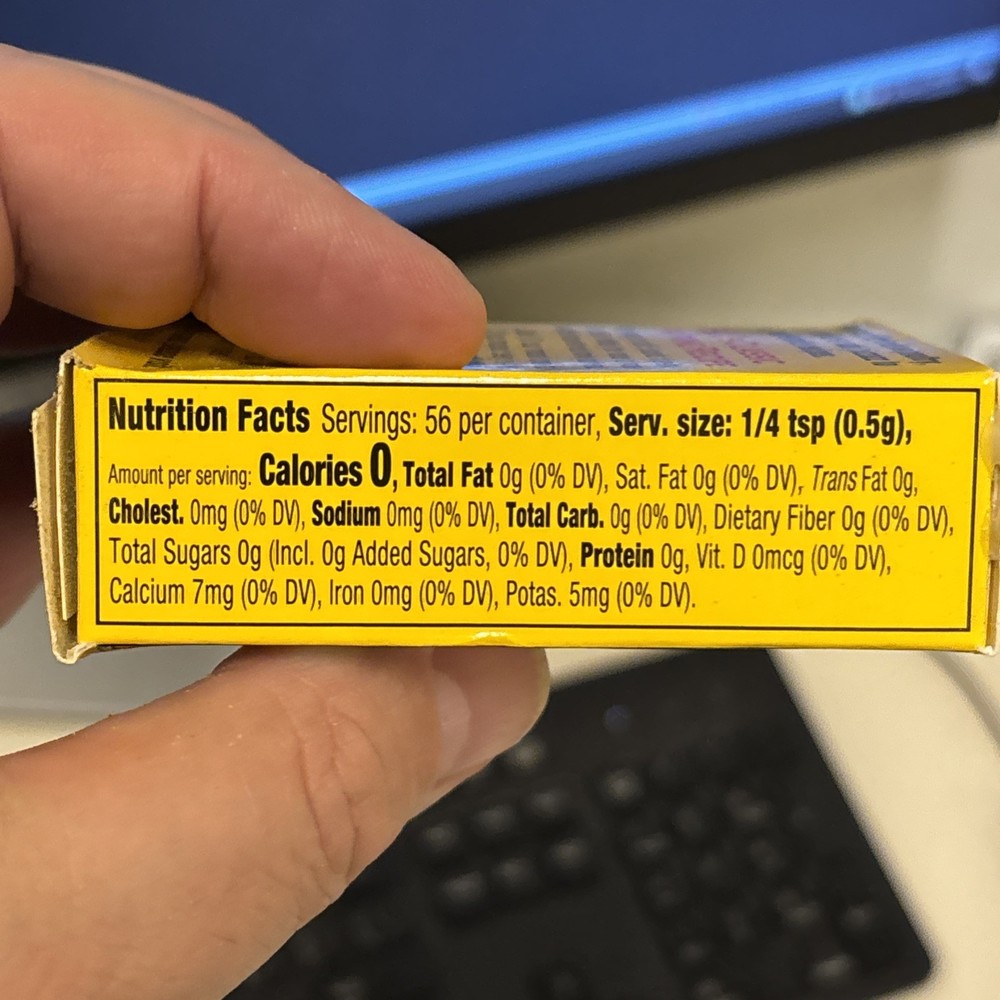 Nutrition Facts Servings: 56 per container, Serv. size: 1/4 tsp (0.5g),
Amount per serving: Calories 0, Total Fat 0g (0% DV), Sat. Fat 0g (0% DV), Trans Fat 0g,
Cholest. 0mg (0% DV), Sodium 0mg (0% DV), Total Carb. 0g (0% DV), Dietary Fiber 0g (0% DV),
Total Sugars 0g (Incl. 0g Added Sugars, 0% DV), Protein 0g, Vit. D 0mcg (0% DV),
Calcium 7mg (0% DV), Iron 0mg (0% DV), Potas. 5mg (0% DV).